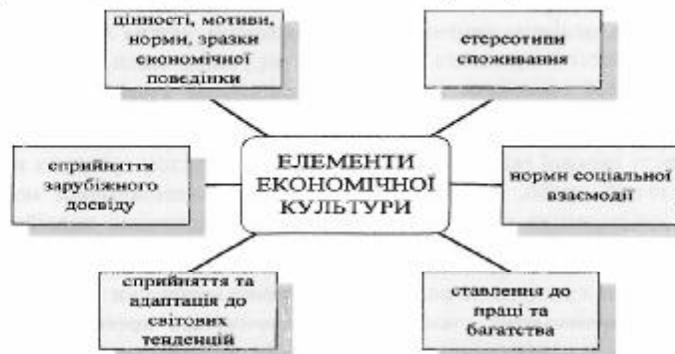 цінності, мотиви,
норми, зразки
економічної
поведінки
стереотипи
споживання
сприйняття
зарубіжного
досвіду
ЕЛЕМЕНТИ
ЕКОНОМІЧНОЇ
КУЛЬТУРИ
норми соціальної
взаємодії
сприйняття та
адаптація до
світових
тенденцій
ставлення до
праці та
багатства